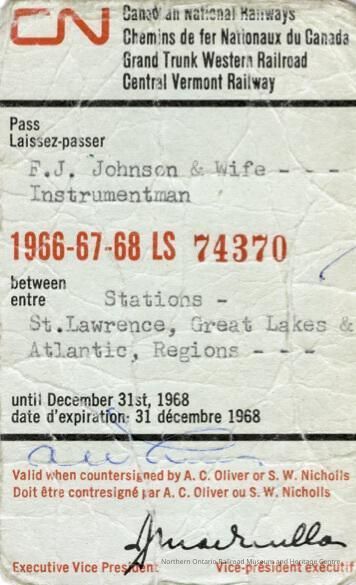 CN
Canadian National Railways
Chemins de fer Nationaux du Canada
Grand Trunk Western Railroad
Central Vermont Railway
Pass
Laissez-passer
F.J. Johnson & Wife - - -
Instrumentman
1966-67-68 LS 74370
between
entre
Stations -
St.Lawrence, Great Lakes &
Atlantic, Regions - - -
until December 31st, 1968
date d'expiration: 31 décembre 1968
Valid when countersigned by A. C. Oliver or S. W. Nicholls
Doit être contresigné par A. C. Oliver ou S. W. Nicholls
Northern Ontario Railroad Museum and Heritage Centre
Executive Vice President
Vice-président exécutif